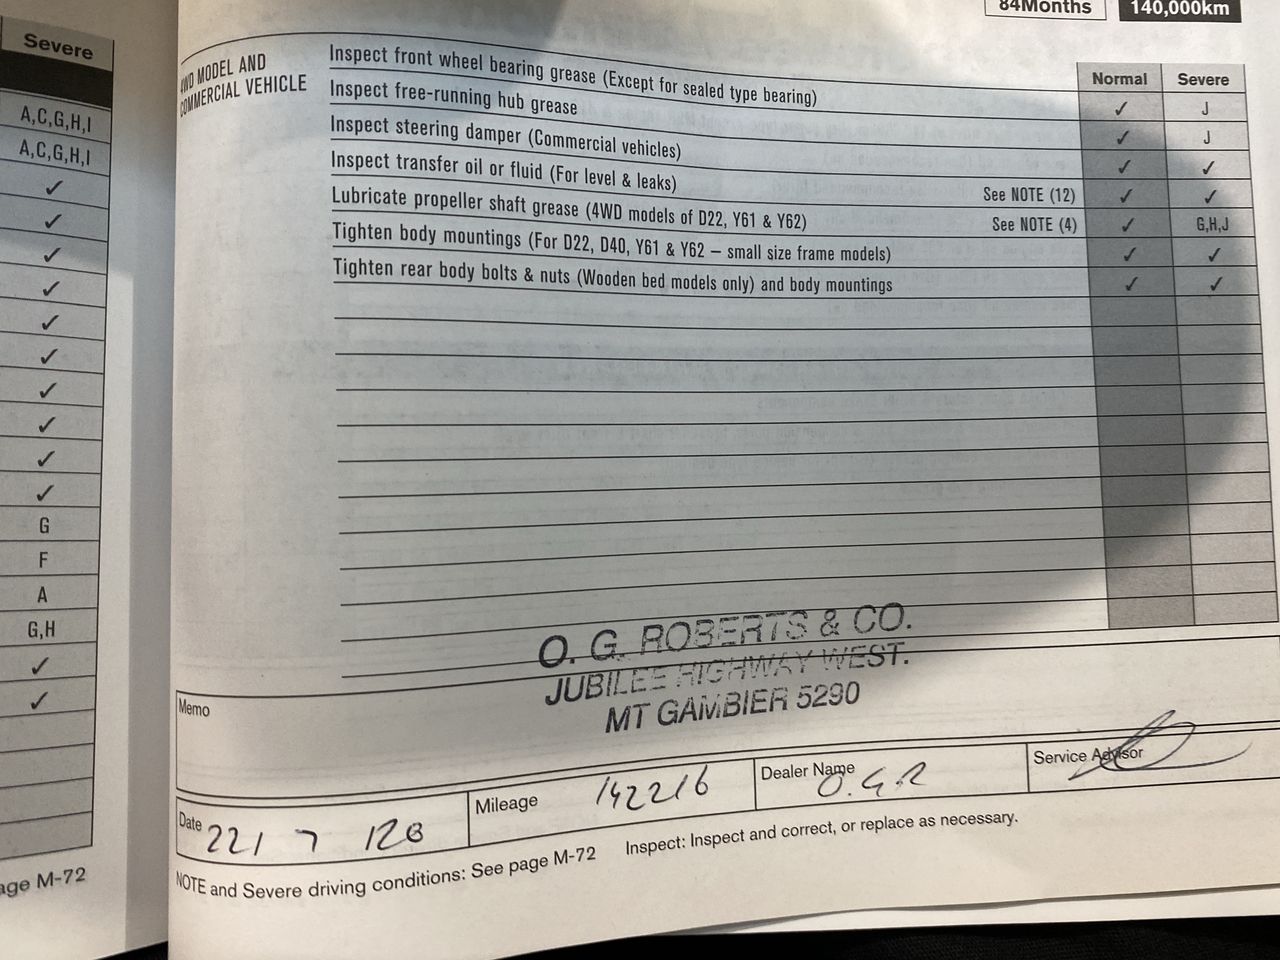 Severe
A,C,G,H,I
A,C,G,H,I
✓
✓
✓
✓
✓
✓
✓
✓
✓
✓
G
F
A
G,H
✓
✓
age M-72
84Months 140,000km
4WD MODEL AND
COMMERCIAL VEHICLE
Normal Severe
Inspect front wheel bearing grease (Except for sealed type bearing) ✓ J
Inspect free-running hub grease ✓ J
Inspect steering damper (Commercial vehicles) ✓ ✓
Inspect transfer oil or fluid (For level & leaks) See NOTE (12) ✓ ✓
Lubricate propeller shaft grease (4WD models of D22, Y61 & Y62) See NOTE (4) ✓ G,H,J
Tighten body mountings (For D22, D40, Y61 & Y62 – small size frame models) ✓ ✓
Tighten rear body bolts & nuts (Wooden bed models only) and body mountings ✓ ✓
O. G. ROBERTS & CO.
JUBILEE HIGHWAY WEST.
MT GAMBIER 5290
Memo
Date 22/ 7
Mileage 142216
Dealer Name O.G.R
Service Advisor
NOTE and Severe driving conditions: See page M-72 Inspect: Inspect and correct, or replace as necessary.